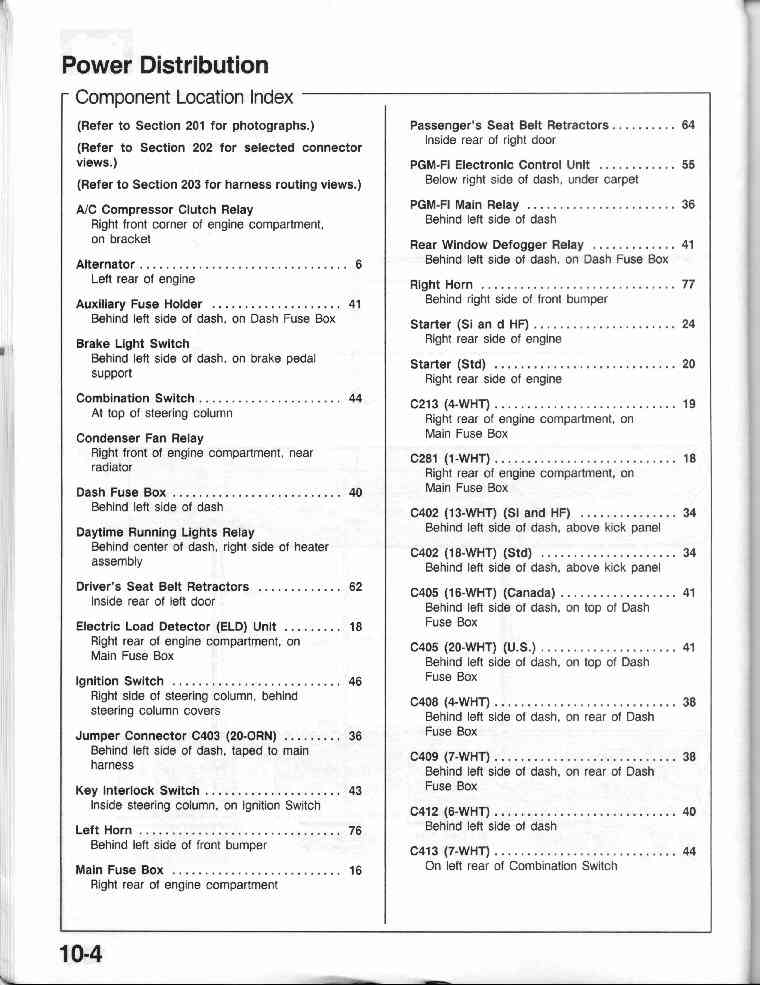 Power Distribution
Component Location Index
(Refer to Section 201 for photographs.)
(Refer to Section 202 for selected connector
views.)
(Refer to Section 203 for harness routing views.)
A/C Compressor Clutch Relay
Right front corner of engine compartment,
on bracket
Alternator . . . . . . . . . . . . . . . . . . . . . . . . . . . . . . . . 6
Left rear of engine
Auxiliary Fuse Holder . . . . . . . . . . . . . . . . . . . . 41
Behind left side of dash, on Dash Fuse Box
Brake Light Switch
Behind left side of dash, on brake pedal
support
Combination Switch . . . . . . . . . . . . . . . . . . . . . . 44
At top of steering column
Condenser Fan Relay
Right front of engine compartment, near
radiator
Dash Fuse Box . . . . . . . . . . . . . . . . . . . . . . . . . . 40
Behind left side of dash
Daytime Running Lights Relay
Behind center of dash, right side of heater
assembly
Driver's Seat Belt Retractors . . . . . . . . . . . . . 62
Inside rear of left door
Electric Load Detector (ELD) Unit . . . . . . . . . 18
Right rear of engine compartment, on
Main Fuse Box
Ignition Switch . . . . . . . . . . . . . . . . . . . . . . . . . . 46
Right side of steering column, behind
steering column covers
Jumper Connector C403 (20-ORN) . . . . . . . . . 36
Behind left side of dash, taped to main
harness
Key Interlock Switch . . . . . . . . . . . . . . . . . . . . . 43
Inside steering column, on Ignition Switch
Left Horn . . . . . . . . . . . . . . . . . . . . . . . . . . . . . . . 76
Behind left side of front bumper
Main Fuse Box . . . . . . . . . . . . . . . . . . . . . . . . . . 16
Right rear of engine compartment
Passenger's Seat Belt Retractors . . . . . . . . . . 64
Inside rear of right door
PGM-FI Electronic Control Unit . . . . . . . . . . . . 55
Below right side of dash, under carpet
PGM-FI Main Relay . . . . . . . . . . . . . . . . . . . . . . . 36
Behind left side of dash
Rear Window Defogger Relay . . . . . . . . . . . . . 41
Behind left side of dash, on Dash Fuse Box
Right Horn . . . . . . . . . . . . . . . . . . . . . . . . . . . . . . 77
Behind right side of front bumper
Starter (Si an d HF) . . . . . . . . . . . . . . . . . . . . . . 24
Right rear side of engine
Starter (Std) . . . . . . . . . . . . . . . . . . . . . . . . . . . . 20
Right rear side of engine
C213 (4-WHT) . . . . . . . . . . . . . . . . . . . . . . . . . . . . 19
Right rear of engine compartment, on
Main Fuse Box
C281 (1-WHT) . . . . . . . . . . . . . . . . . . . . . . . . . . . . 18
Right rear of engine compartment, on
Main Fuse Box
C402 (13-WHT) (SI and HF) . . . . . . . . . . . . . . . 34
Behind left side of dash, above kick panel
C402 (18-WHT) (Std) . . . . . . . . . . . . . . . . . . . . . 34
Behind left side of dash, above kick panel
C405 (16-WHT) (Canada) . . . . . . . . . . . . . . . . . . 41
Behind left side of dash, on top of Dash
Fuse Box
C405 (20-WHT) (U.S.) . . . . . . . . . . . . . . . . . . . . . 41
Behind left side of dash, on top of Dash
Fuse Box
C408 (4-WHT) . . . . . . . . . . . . . . . . . . . . . . . . . . . . 38
Behind left side of dash, on rear of Dash
Fuse Box
C409 (7-WHT) . . . . . . . . . . . . . . . . . . . . . . . . . . . . 38
Behind left side of dash, on rear of Dash
Fuse Box
C412 (6-WHT) . . . . . . . . . . . . . . . . . . . . . . . . . . . . 40
Behind left side of dash
C413 (7-WHT) . . . . . . . . . . . . . . . . . . . . . . . . . . . . 44
On left rear of Combination Switch
10-4